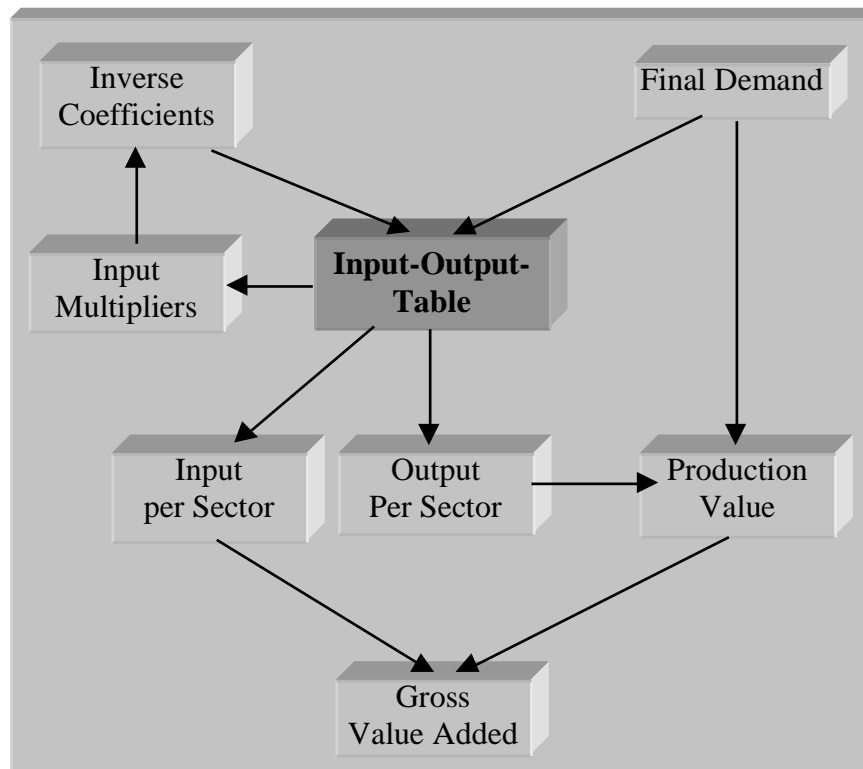 Inverse
Coefficients
Final Demand
Input
Multipliers
Input-Output-
Table
Input
per Sector
Output
Per Sector
Production
Value
Gross
Value Added